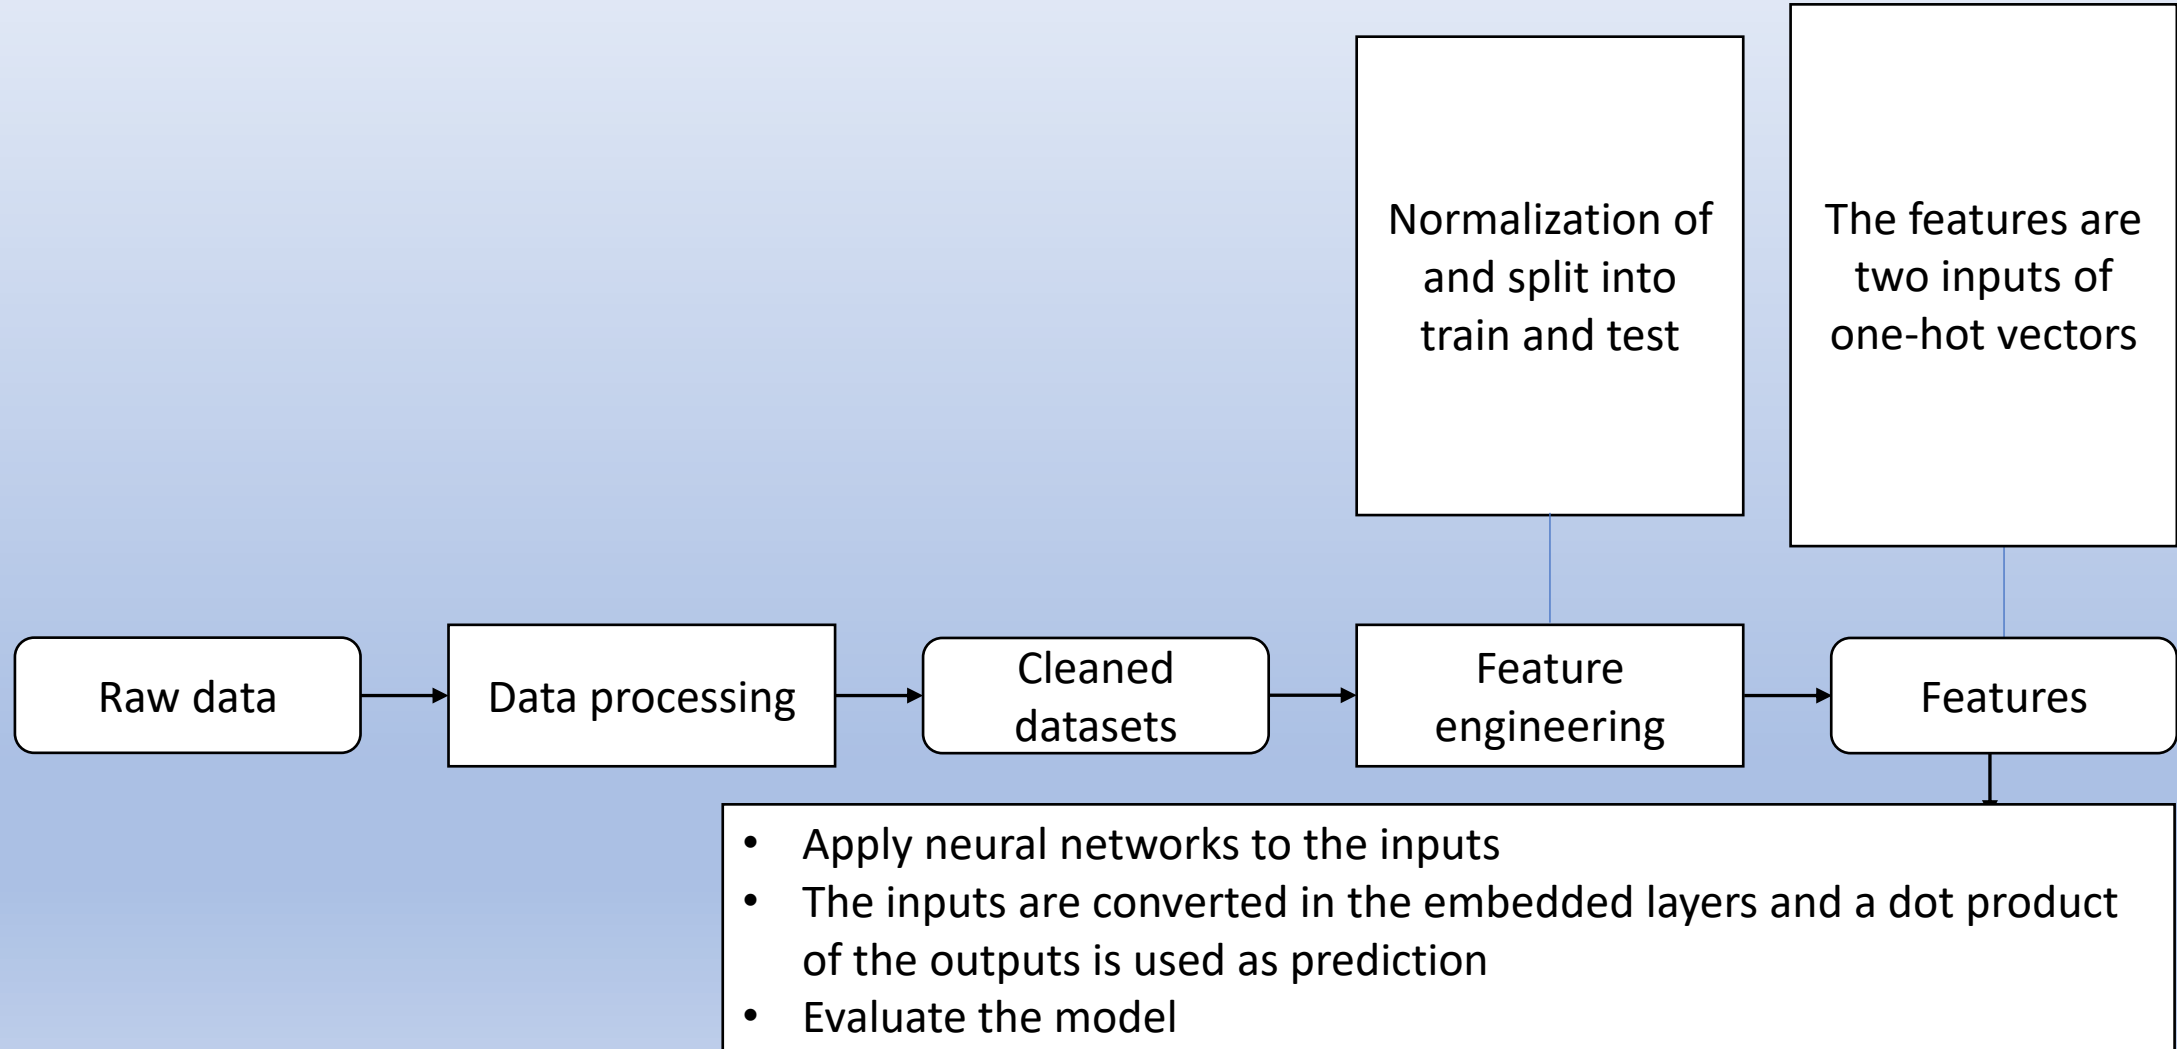 Normalization of
and split into
train and test
The features are
two inputs of
one-hot vectors
Raw data
Data processing
Cleaned
datasets
Feature
engineering
Features
• Apply neural networks to the inputs
• The inputs are converted in the embedded layers and a dot product
of the outputs is used as prediction
• Evaluate the model